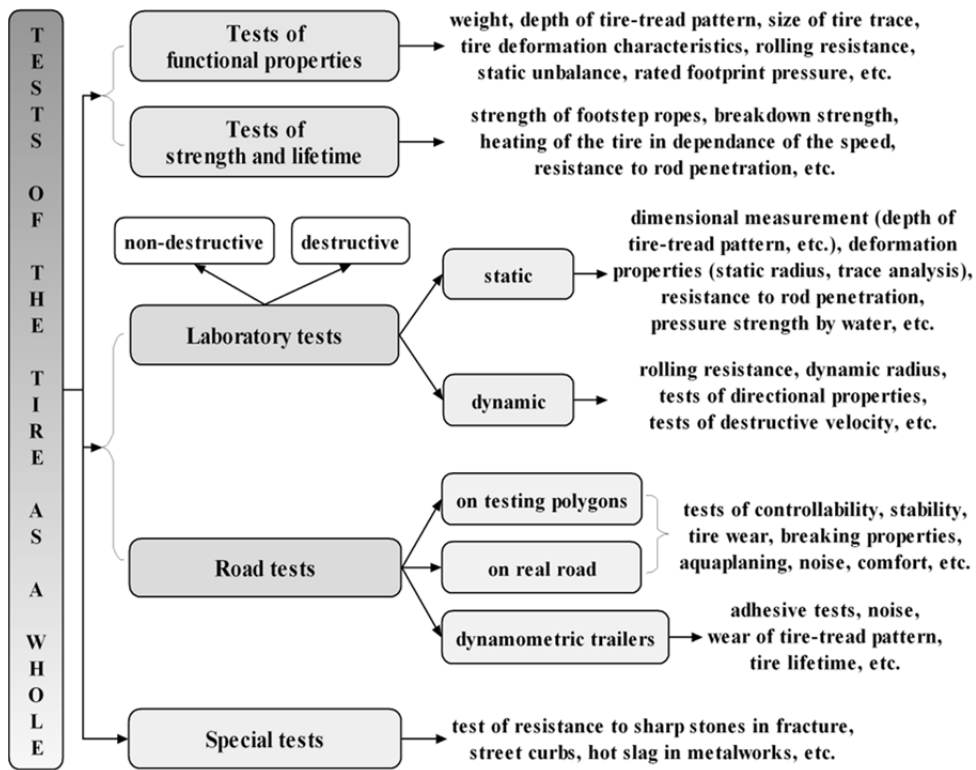 TESTS OF THE TIRE AS A WHOLE
Tests of
functional properties
weight, depth of tire-tread pattern, size of tire trace,
tire deformation characteristics, rolling resistance,
static unbalance, rated footprint pressure, etc.
Tests of
strength and lifetime
strength of footstep ropes, breakdown strength,
heating of the tire in dependance of the speed,
resistance to rod penetration, etc.
non-destructive
destructive
Laboratory tests
static
dimensional measurement (depth of
tire-tread pattern, etc.), deformation
properties (static radius, trace analysis),
resistance to rod penetration,
pressure strength by water, etc.
dynamic
rolling resistance, dynamic radius,
tests of directional properties,
tests of destructive velocity, etc.
Road tests
on testing polygons
on real road
tests of controllability, stability,
tire wear, breaking properties,
aquaplaning, noise, comfort, etc.
dynamometric trailers
adhesive tests, noise,
wear of tire-tread pattern,
tire lifetime, etc.
Special tests
test of resistance to sharp stones in fracture,
street curbs, hot slag in metalworks, etc.